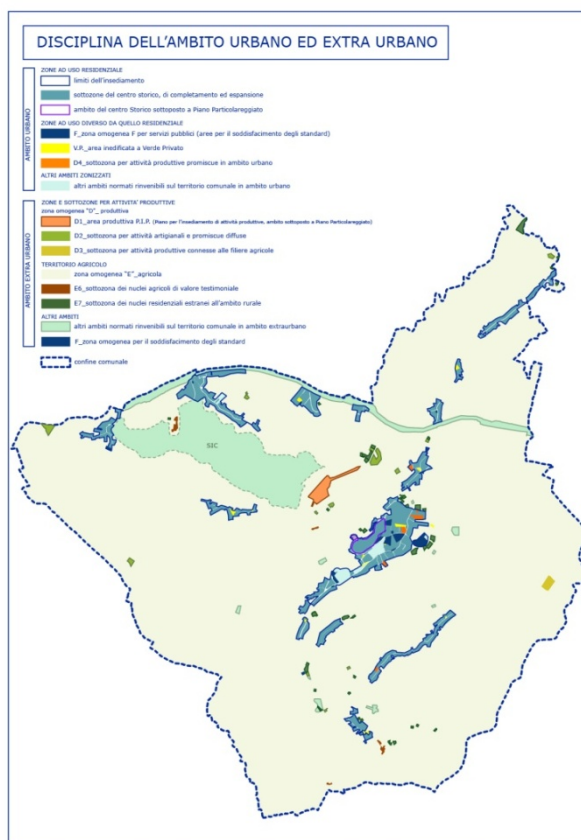 DISCIPLINA DELL'AMBITO URBANO ED EXTRA URBANO
AMBITO URBANO
ZONE AD USO RESIDENZIALE
limiti dell'insediamento
sottozone del centro storico, di completamento ed espansione
ambito del centro Storico sottoposto a Piano Particolareggiato
ZONE AD USO DIVERSO DA QUELLO RESIDENZIALE
F_zona omogenea F per servizi pubblici (aree per il soddisfacimento degli standard)
V.P._ area inedificata a Verde Privato
D4_sottozona per attività produttive promiscue in ambito urbano
ALTRI AMBITI ZONIZZATI
altri ambiti normati rinvenibili sul territorio comunale in ambito urbano
AMBITO EXTRA URBANO
ZONE E SOTTOZONE PER ATTIVITA' PRODUTTIVE
zona omogenea "D"_ produttiva
D1_area produttiva P.I.P. (Piano per l'insediamento di attività produttive, ambito sottoposto a Piano Particolareggiato)
D2_sottozona per attività artigianali e promiscue diffuse
D3_sottozona per attività produttive connesse alle filiere agricole
TERRITORIO AGRICOLO
zona omogenea "E"_agricola
E6_sottozona dei nuclei agricoli di valore testimoniale
E7_sottozona dei nuclei residenziali estranei all'ambito rurale
ALTRI AMBITI
altri ambiti normati rinvenibili sul territorio comunale in ambito extraurbano
F_zona omogenea per il soddisfacimento degli standard
confine comunale
SIC